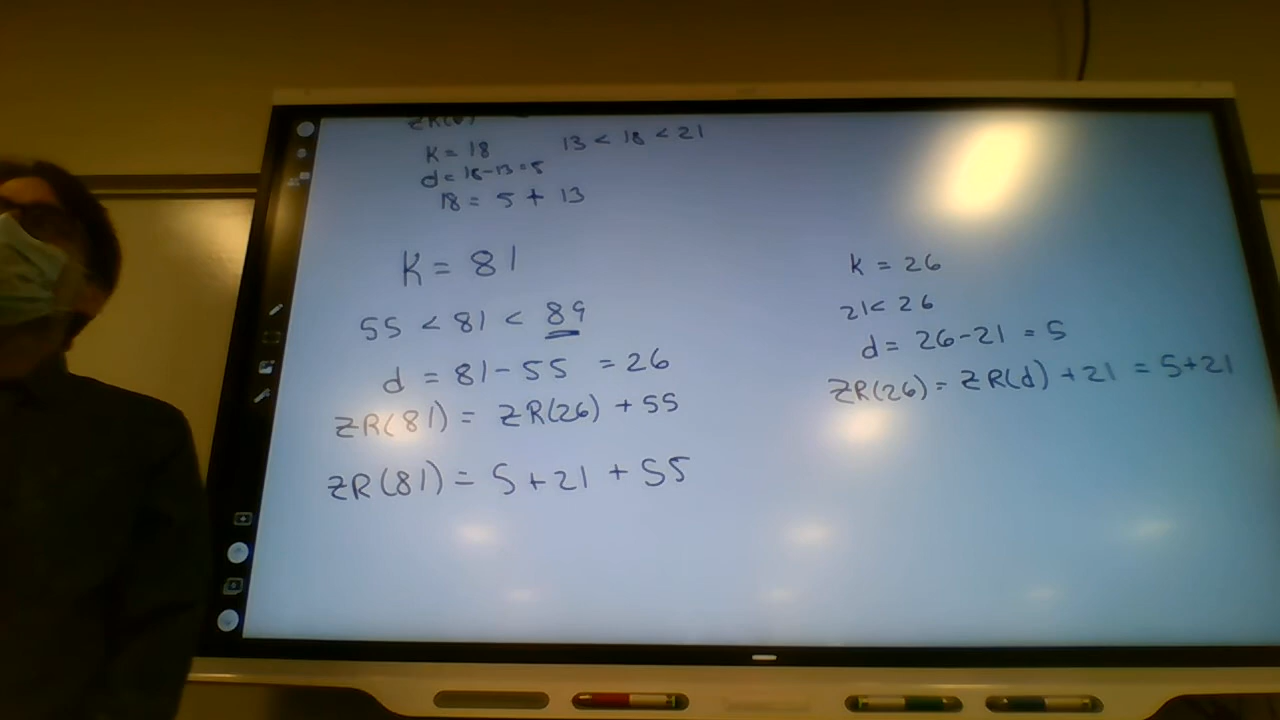 K = 18 13 < 18 < 21
d = 18-13=5
18 = 5 + 13
K = 81
55 < 81 < 89
d = 81-55 = 26
ZR(81) = ZR(26) + 55
ZR(81) = 5+21 + 55
K = 26
21< 26
d = 26-21 = 5
ZR(26) = ZR(d) + 21 = 5+21